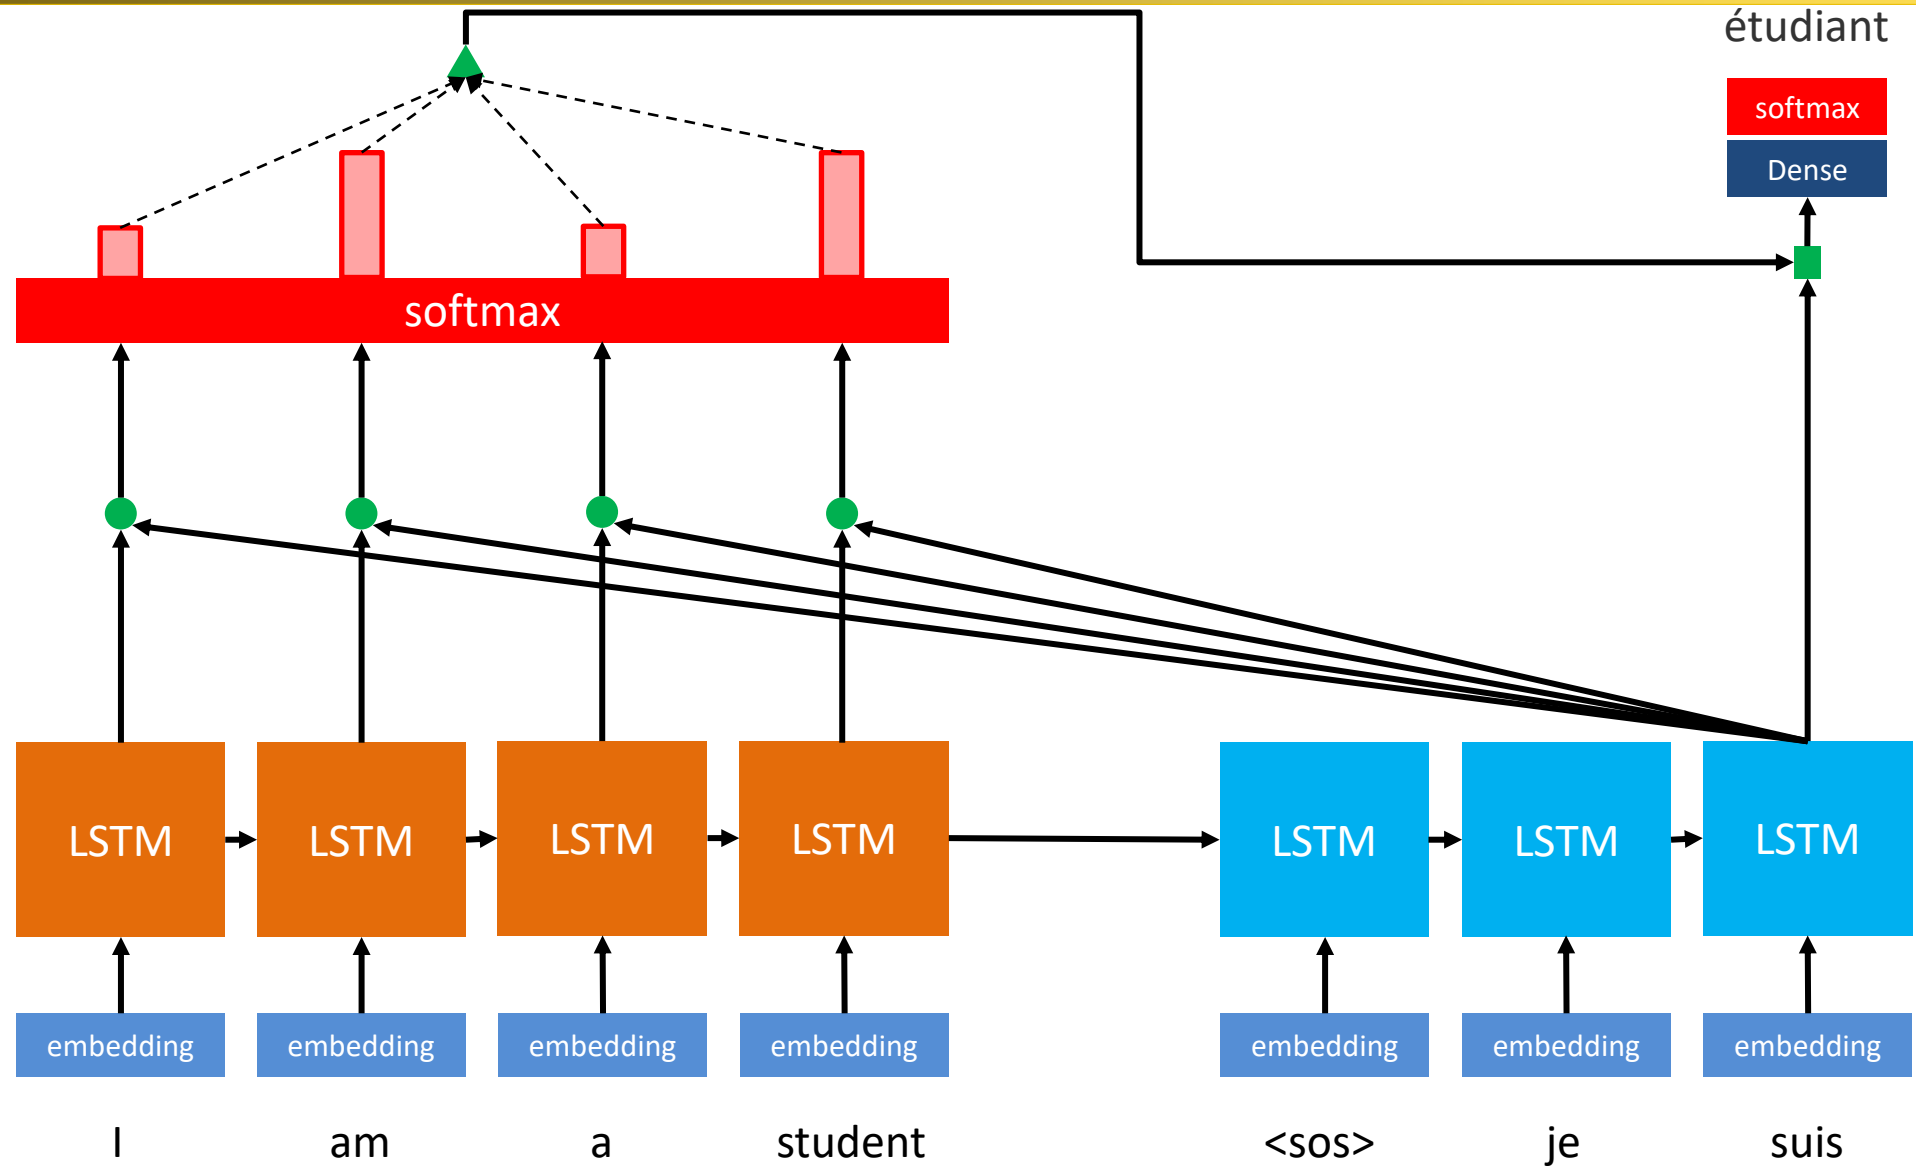 étudiant
softmax
Dense
softmax
LSTM LSTM LSTM LSTM LSTM LSTM LSTM
embedding embedding embedding embedding embedding embedding embedding
I am a student <sos> je suis